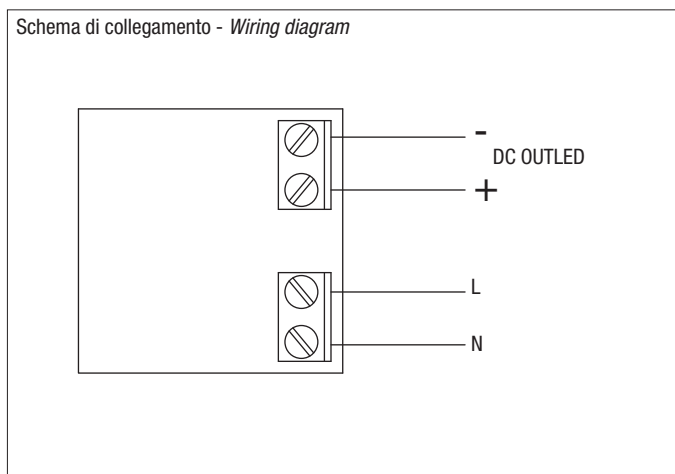 Schema di collegamento - Wiring diagram
-
DC OUTLED
+
L
N